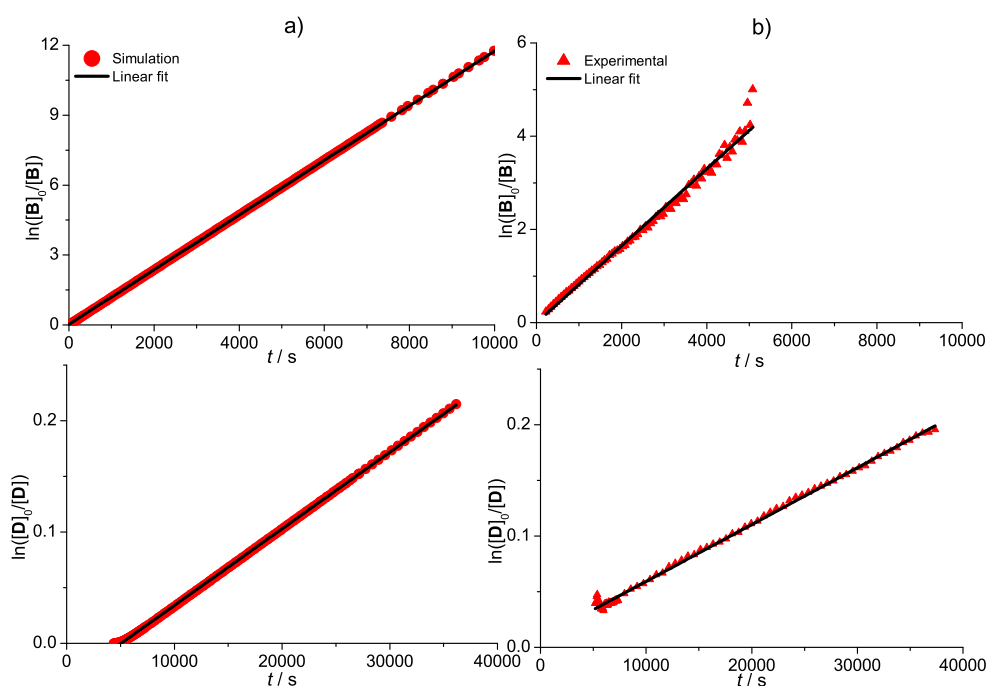 a)
12
9
6
3
0
ln([B]0/[B])
Simulation
Linear fit
0 2000 4000 6000 8000 10000
t / s
b)
6
4
2
0
ln([B]0/[B])
Experimental
Linear fit
0 2000 4000 6000 8000 10000
t / s
0.2
0.1
0.0
ln([D]0/[D])
0 10000 20000 30000 40000
t / s
0.2
0.1
0.0
ln([D]0/[D])
0 10000 20000 30000 40000
t / s